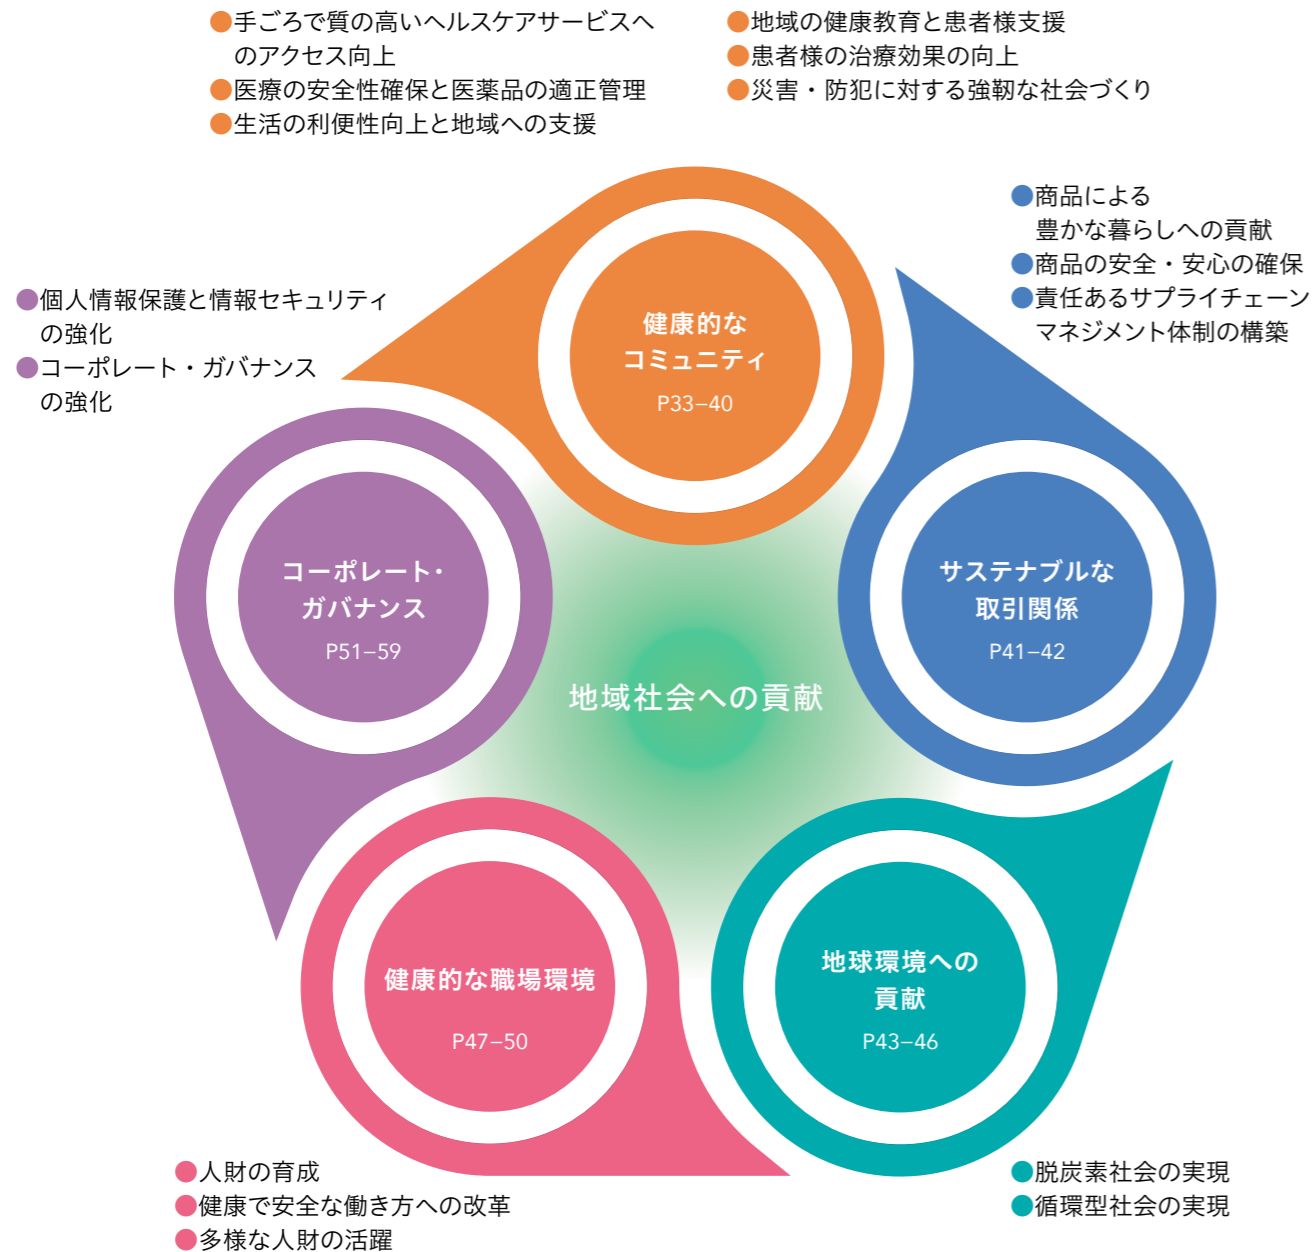 ●手ごろで質の高いヘルスケアサービスへ
のアクセス向上
●医療の安全性確保と医薬品の適正管理
●生活の利便性向上と地域への支援
●地域の健康教育と患者様支援
●患者様の治療効果の向上
●災害・防犯に対する強靭な社会づくり
●商品による
豊かな暮らしへの貢献
●商品の安全・安心の確保
●責任あるサプライチェーン
マネジメント体制の構築
●個人情報保護と情報セキュリティ
の強化
●コーポレート・ガバナンス
の強化
健康的な
コミュニティ
P33–40
コーポレート・
ガバナンス
P51–59
サステナブルな
取引関係
P41–42
地域社会への貢献
健康的な職場環境
P47–50
地球環境への
貢献
P43–46
●人財の育成
●健康で安全な働き方への改革
●多様な人財の活躍
●脱炭素社会の実現
●循環型社会の実現